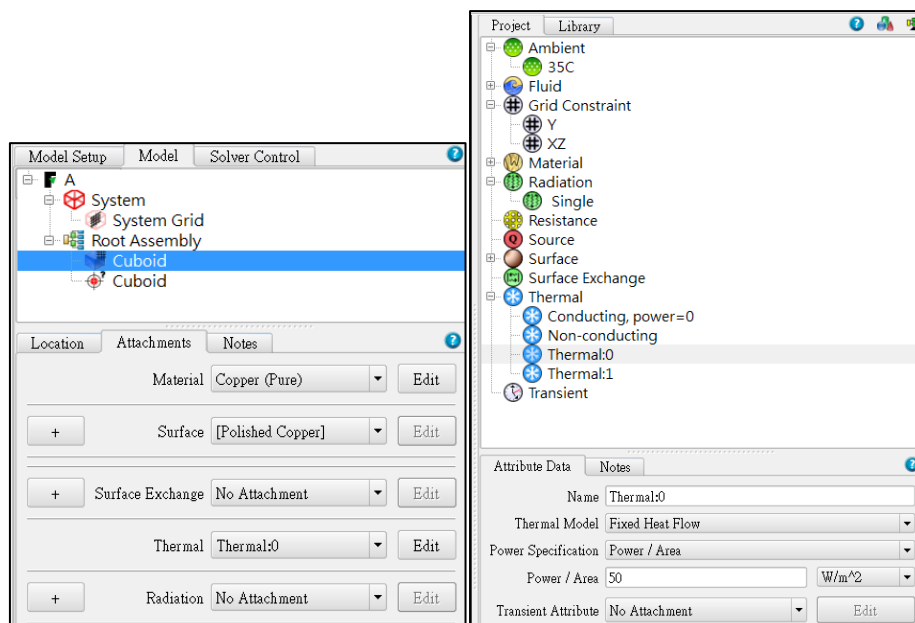 Model Setup Model Solver Control
A
System
System Grid
Root Assembly
Cuboid
Cuboid
Location Attachments Notes
Material Copper (Pure) Edit
+ Surface [Polished Copper] Edit
+ Surface Exchange No Attachment Edit
Thermal Thermal:0 Edit
+ Radiation No Attachment Edit
Project Library
Ambient
35C
Fluid
Grid Constraint
Y
XZ
Material
Radiation
Single
Resistance
Source
Surface
Surface Exchange
Thermal
Conducting, power=0
Non-conducting
Thermal:0
Thermal:1
Transient
Attribute Data Notes
Name Thermal:0
Thermal Model Fixed Heat Flow
Power Specification Power / Area
Power / Area 50 W/m^2
Transient Attribute No Attachment Edit